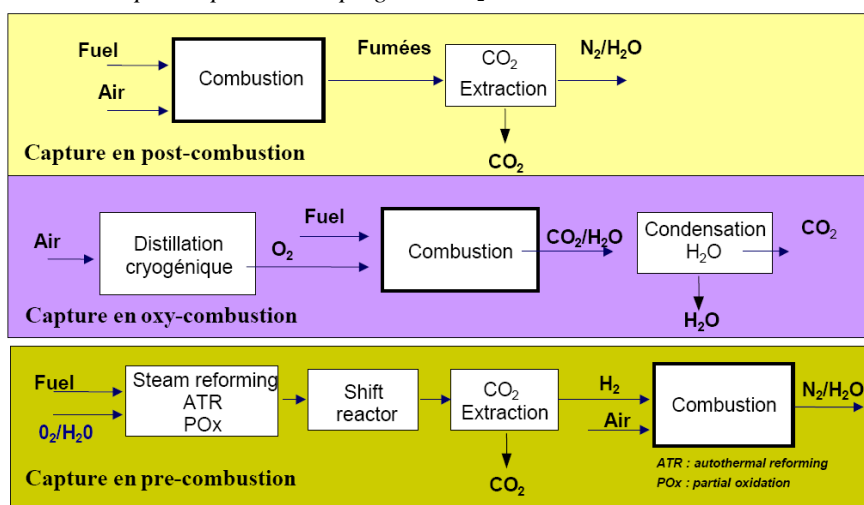 Fuel
Air
Combustion
Fumées
CO₂
Extraction
N₂/H₂O
CO₂
Capture en post-combustion
Air
Distillation
cryogénique
O₂
Fuel
Combustion
CO₂/H₂O
Condensation
H₂O
CO₂
H₂O
Capture en oxy-combustion
Fuel
0₂/H₂0
Steam reforming
ATR
POx
Shift
reactor
CO₂
Extraction
H₂
Air
Combustion
N₂/H₂O
CO₂
ATR : autothermal reforming
POx : partial oxidation
Capture en pre-combustion